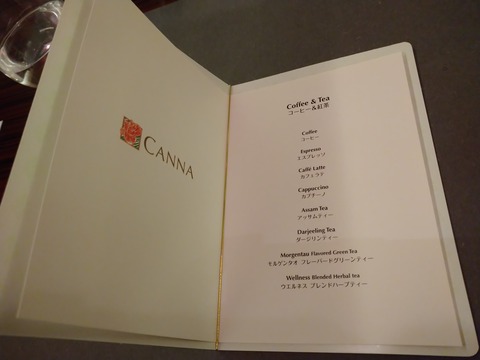 CANNA
Coffee & Tea
コーヒー&紅茶
Coffee
コーヒー
Espresso
エスプレッソ
Caffè Latte
カフェラテ
Cappuccino
カプチーノ
Assam Tea
アッサムティー
Darjeeling Tea
ダージリンティー
Morgentau Flavored Green Tea
モルゲンタオ フレーバードグリーンティー
Wellness Blended Herbal tea
ウエルネス ブレンドハーブティー